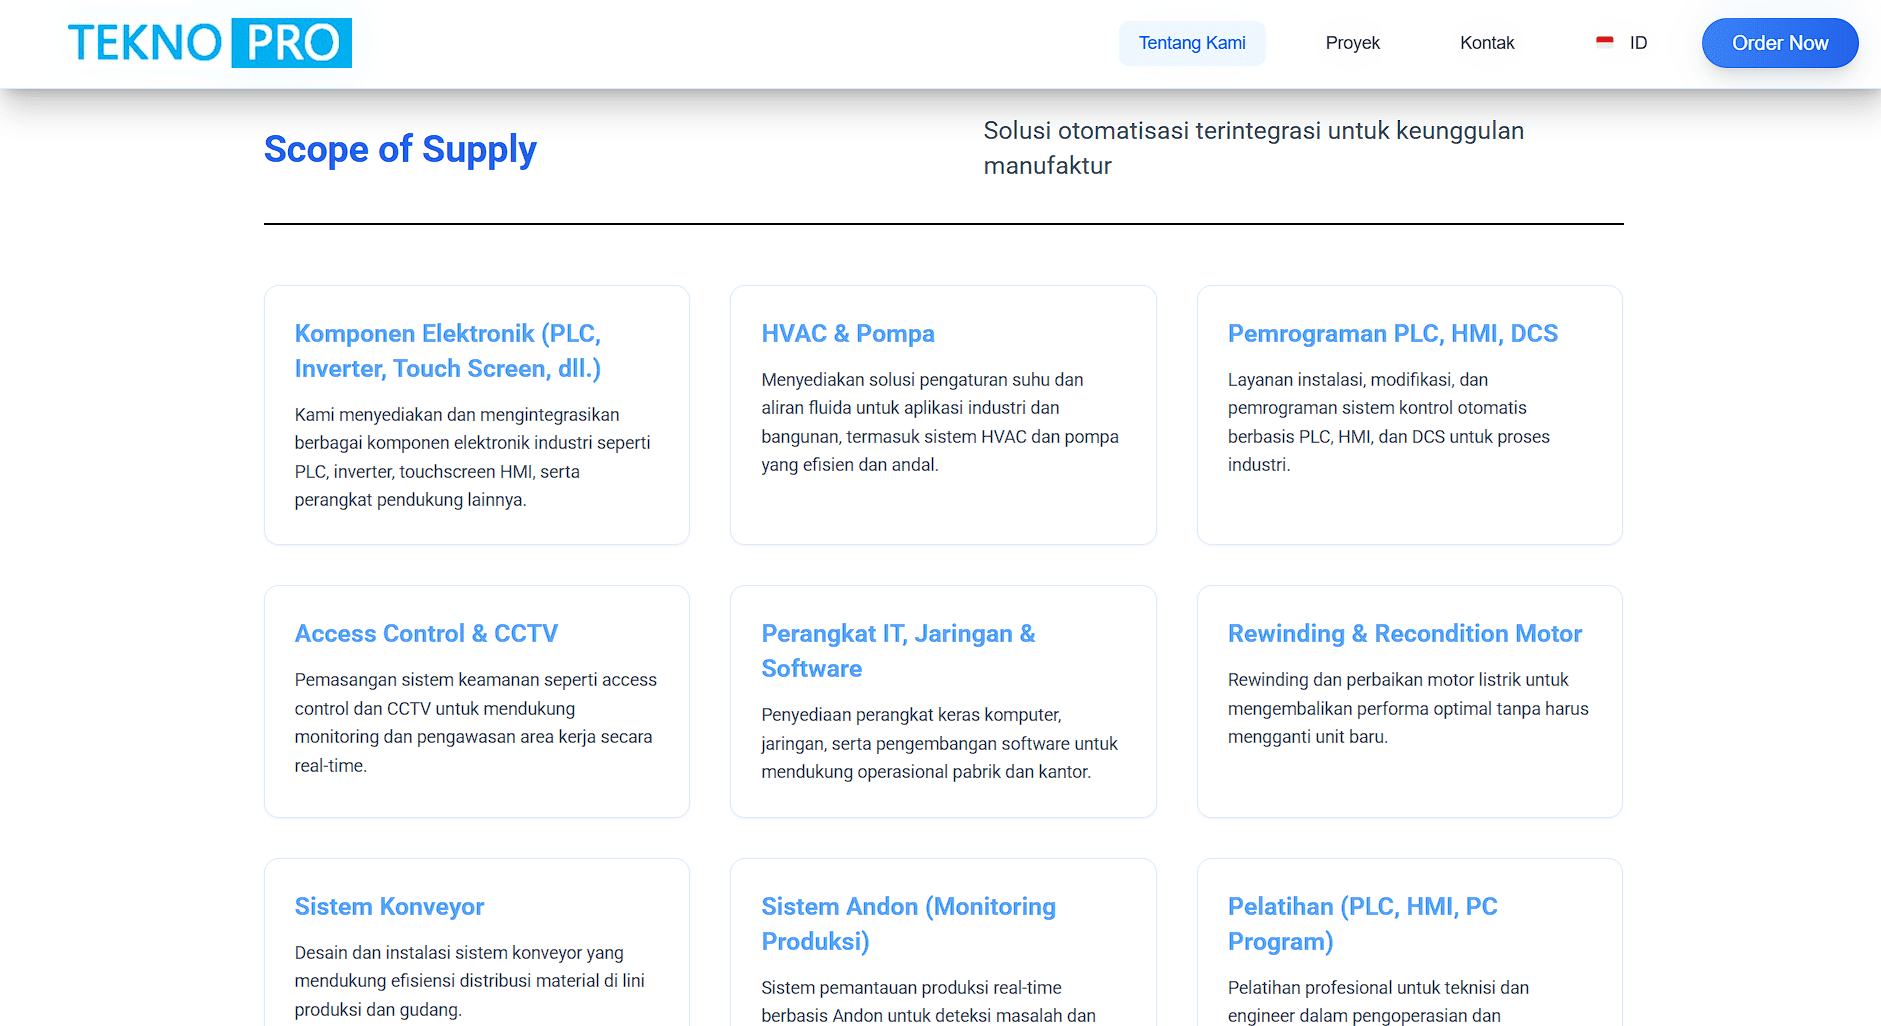 TEKNO PRO
Tentang Kami
Proyek
Kontak
ID
Order Now
Scope of Supply
Solusi otomatisasi terintegrasi untuk keunggulan
manufaktur
Komponen Elektronik (PLC,
Inverter, Touch Screen, dll.)
Kami menyediakan dan mengintegrasikan
berbagai komponen elektronik industri seperti
PLC, inverter, touchscreen HMI, serta
perangkat pendukung lainnya.
HVAC & Pompa
Menyediakan solusi pengaturan suhu dan
aliran fluida untuk aplikasi industri dan
bangunan, termasuk sistem HVAC dan pompa
yang efisien dan andal.
Pemrograman PLC, HMI, DCS
Layanan instalasi, modifikasi, dan
pemrograman sistem kontrol otomatis
berbasis PLC, HMI, dan DCS untuk proses
industri.
Access Control & CCTV
Pemasangan sistem keamanan seperti access
control dan CCTV untuk mendukung
monitoring dan pengawasan area kerja secara
real-time.
Perangkat IT, Jaringan &
Software
Penyediaan perangkat keras komputer,
jaringan, serta pengembangan software untuk
mendukung operasional pabrik dan kantor.
Rewinding & Recondition Motor
Rewinding dan perbaikan motor listrik untuk
mengembalikan performa optimal tanpa harus
mengganti unit baru.
Sistem Konveyor
Desain dan instalasi sistem konveyor yang
mendukung efisiensi distribusi material di lini
produksi dan gudang.
Sistem Andon (Monitoring
Produksi)
Sistem pemantauan produksi real-time
berbasis Andon untuk deteksi masalah dan
Pelatihan (PLC, HMI, PC
Program)
Pelatihan profesional untuk teknisi dan
engineer dalam pengoperasian dan